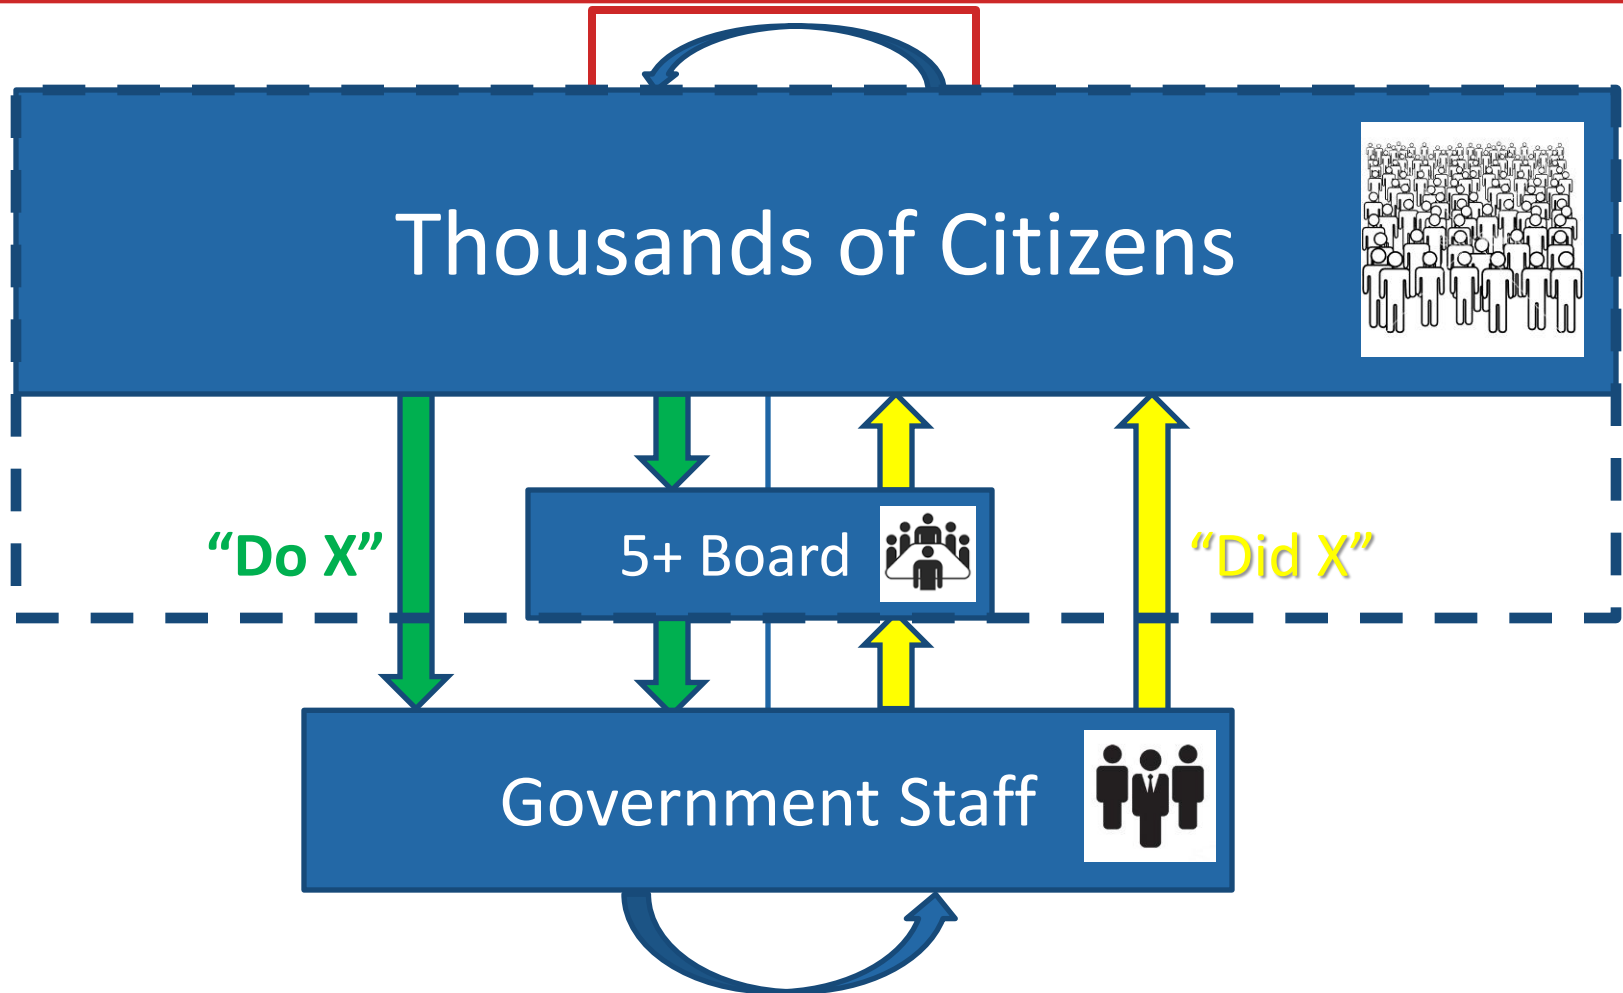 Thousands of Citizens
“Do X”
5+ Board
“Did X”
Government Staff